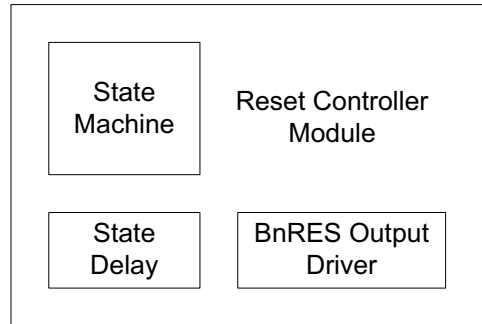 State
Machine
Reset Controller
Module
State
Delay
BnRES Output
Driver